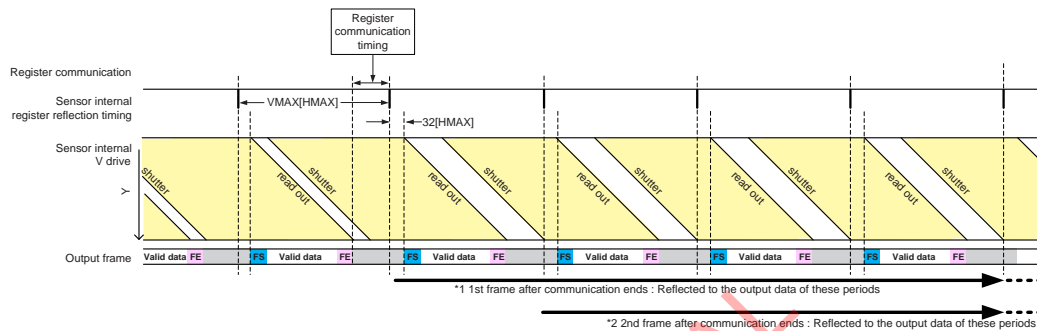 Register
communication
timing
Register communication
Sensor internal
register reflection timing
VMAX[HMAX]
32[HMAX]
Sensor internal
V drive
Y
shutter
read out
shutter
read out
shutter
read out
shutter
read out
shutter
read out
shutter
Output frame
Valid data FE FS Valid data FE FS Valid data FE FS Valid data FE FS Valid data FE FS Valid data FE
*1 1st frame after communication ends : Reflected to the output data of these periods
*2 2nd frame after communication ends : Reflected to the output data of these periods